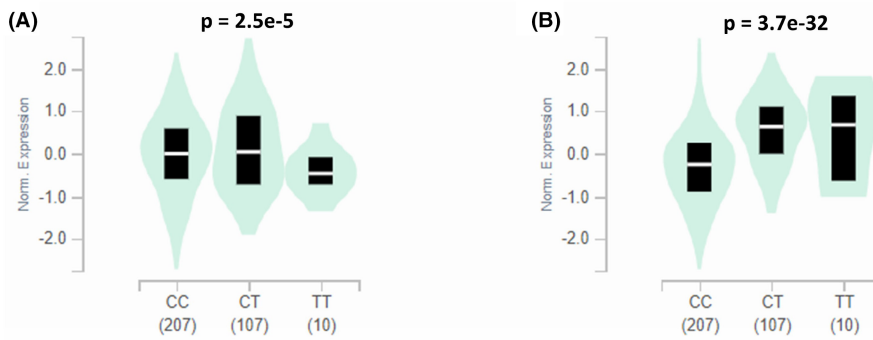 (A) p = 2.5e-5
Norm. Expression
2.0
1.0
0.0
-1.0
-2.0
CC CT TT
(207) (107) (10)
(B) p = 3.7e-32
Norm. Expression
2.0
1.0
0.0
-1.0
-2.0
CC CT TT
(207) (107) (10)